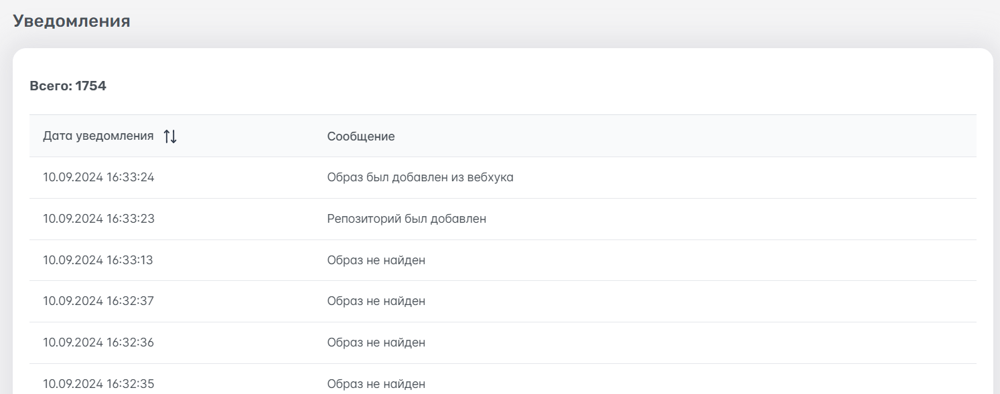 Уведомления
Всего: 1754
Дата уведомления Сообщение
10.09.2024 16:33:24 Образ был добавлен из вебхука
10.09.2024 16:33:23 Репозиторий был добавлен
10.09.2024 16:33:13 Образ не найден
10.09.2024 16:32:37 Образ не найден
10.09.2024 16:32:36 Образ не найден
10.09.2024 16:32:35 Образ не найден